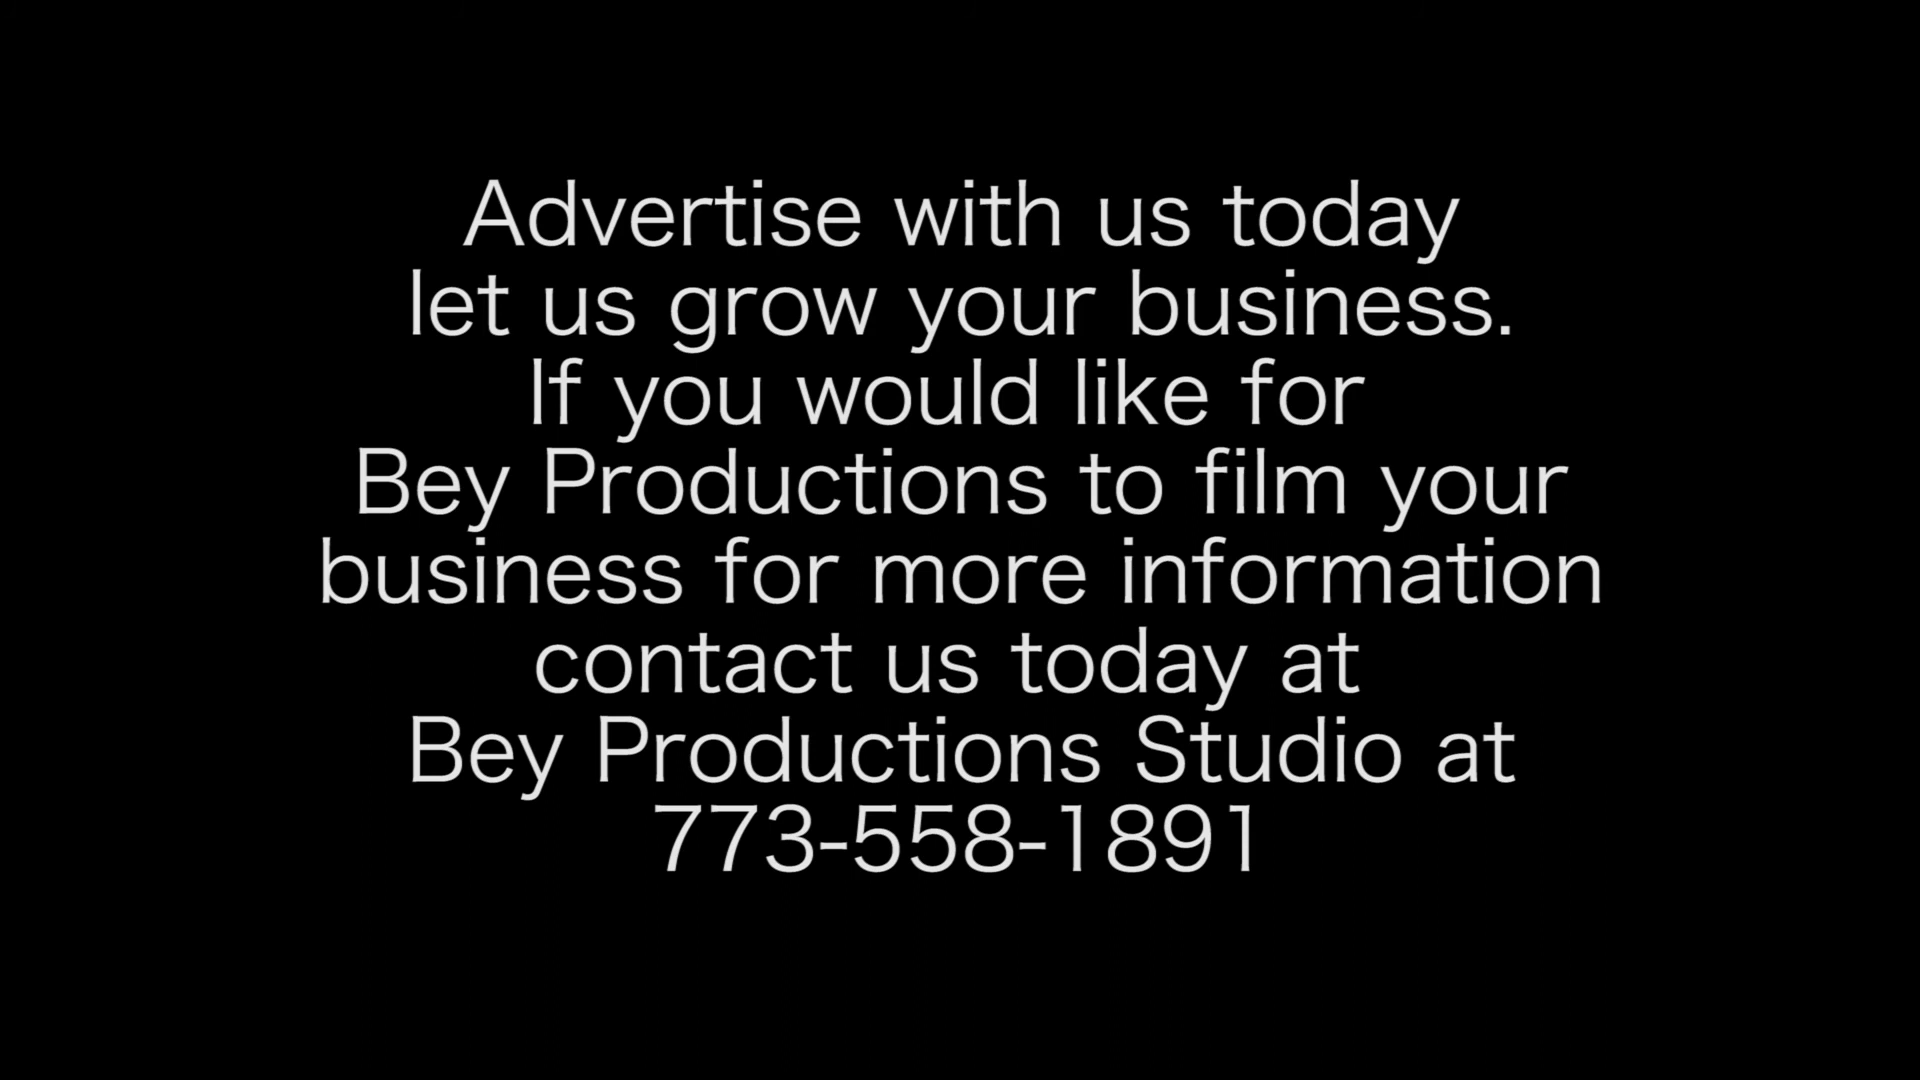 Advertise with us today
let us grow your business.
If you would like for
Bey Productions to film your
business for more information
contact us today at
Bey Productions Studio at
773-558-1891